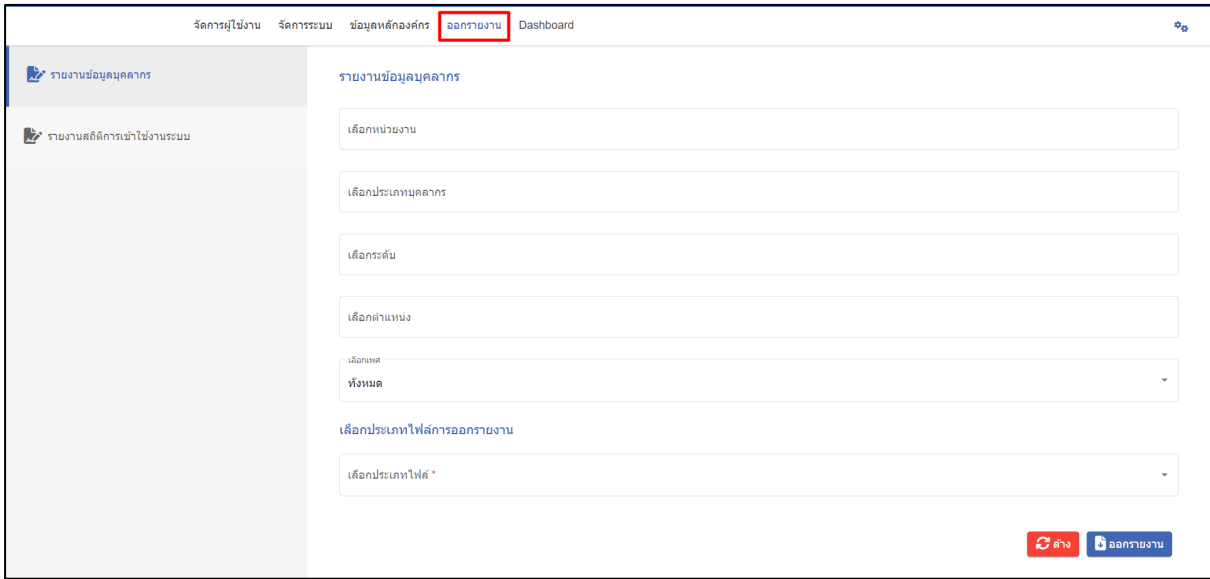 จัดการผู้ใช้งาน จัดการระบบ ข้อมูลหลักองค์กร ออกรายงาน Dashboard
รายงานข้อมูลบุคลากร
รายงานสถิติการเข้าใช้งานระบบ
รายงานข้อมูลบุคลากร
เลือกหน่วยงาน
เลือกประเภทบุคลากร
เลือกระดับ
เลือกตำแหน่ง
เลือกเพศ
ทั้งหมด
เลือกประเภทไฟล์การออกรายงาน
เลือกประเภทไฟล์ *
ล้าง ออกรายงาน